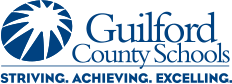 Guilford
County Schools
STRIVING. ACHIEVING. EXCELLING.